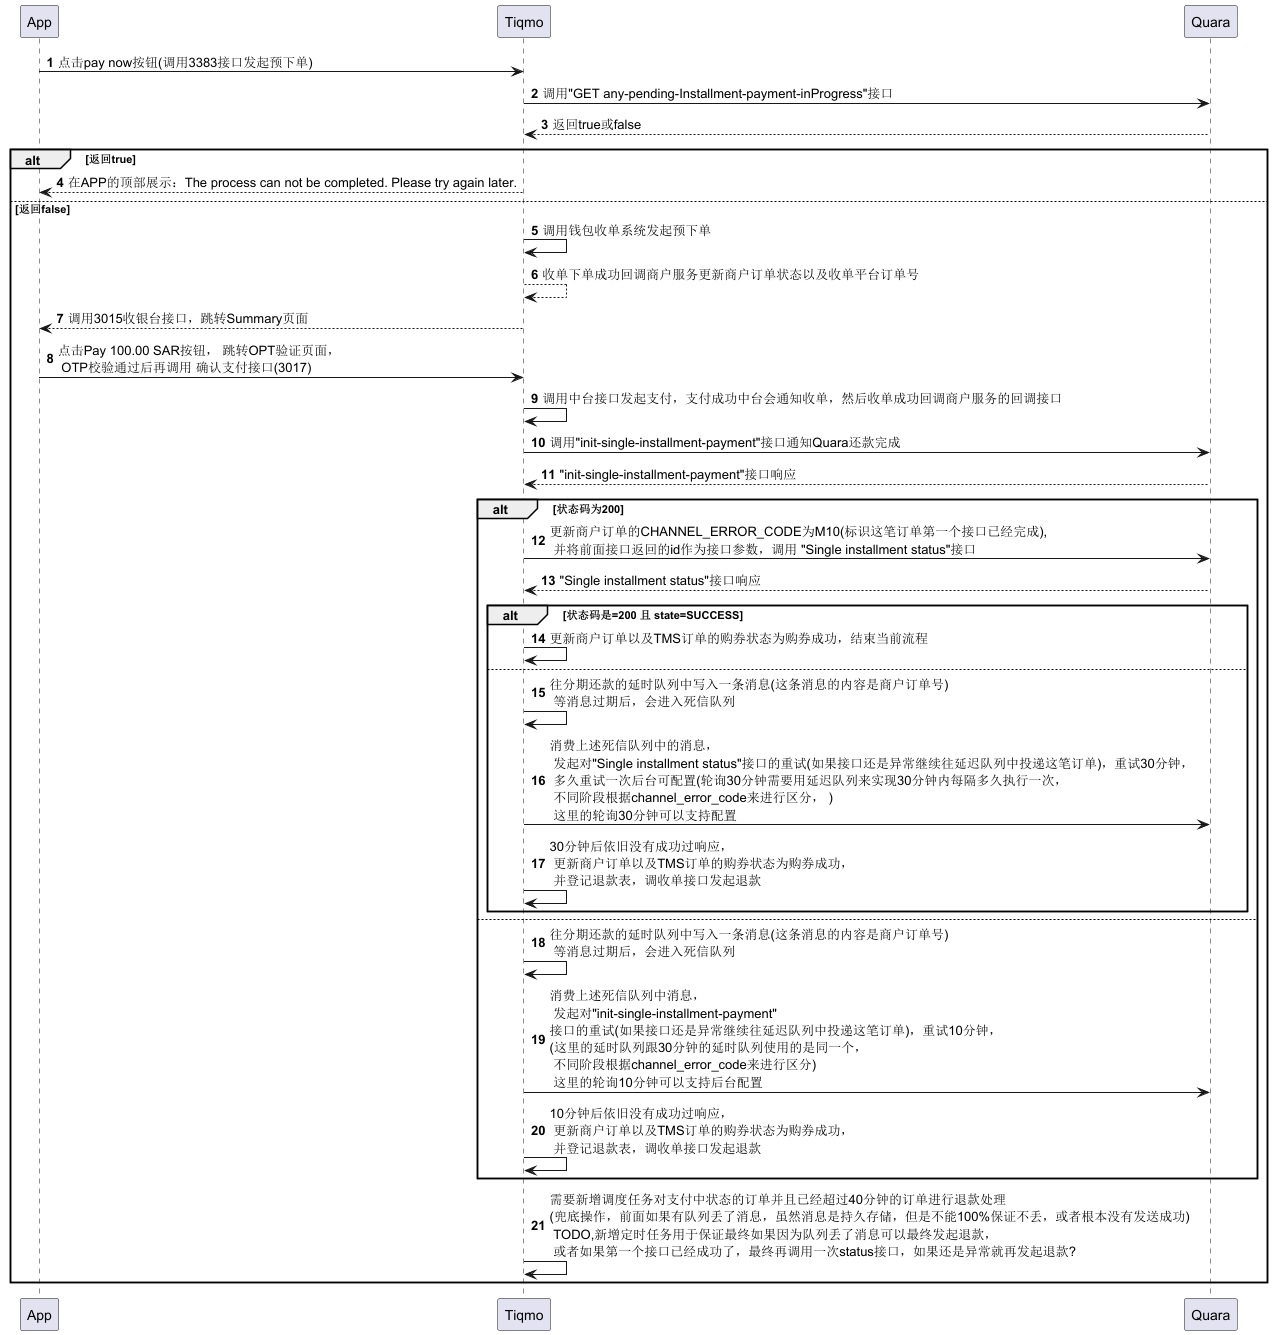 App
Tiqmo
Quara
1 点击pay now按钮(调用3383接口发起预下单)
2 调用"GET any-pending-Installment-payment-inProgress"接口
3 返回true或false
alt [返回true]
4 在APP的顶部展示：The process can not be completed. Please try again later.
[返回false]
5 调用钱包收单系统发起预下单
6 收单下单成功回调商户服务更新商户订单状态以及收单平台订单号
7 调用3015收银台接口，跳转Summary页面
8 点击Pay 100.00 SAR按钮， 跳转OPT验证页面，
OTP校验通过后再调用 确认支付接口(3017)
9 调用中台接口发起支付，支付成功中台会通知收单，然后收单成功回调商户服务的回调接口
10 调用"init-single-installment-payment"接口通知Quara还款完成
11 "init-single-installment-payment"接口响应
alt [状态码为200]
12 更新商户订单的CHANNEL_ERROR_CODE为M10(标识这笔订单第一个接口已经完成),
并将前面接口返回的id作为接口参数，调用 "Single installment status"接口
13 "Single installment status"接口响应
alt [状态码是=200 且 state=SUCCESS]
14 更新商户订单以及TMS订单的购券状态为购券成功，结束当前流程
15 往分期还款的延时队列中写入一条消息(这条消息的内容是商户订单号)
等消息过期后，会进入死信队列
消费上述死信队列中的消息，
发起对"Single installment status"接口的重试(如果接口还是异常继续往延迟队列中投递这笔订单)，重试30分钟，
16 多久重试一次后台可配置(轮询30分钟需要用延迟队列来实现30分钟内每隔多久执行一次，
不同阶段根据channel_error_code来进行区分， )
这里的轮询30分钟可以支持配置
30分钟后依旧没有成功过响应，
17 更新商户订单以及TMS订单的购券状态为购券成功，
并登记退款表，调收单接口发起退款
18 往分期还款的延时队列中写入一条消息(这条消息的内容是商户订单号)
等消息过期后，会进入死信队列
消费上述死信队列中消息，
发起对"init-single-installment-payment"
19 接口的重试(如果接口还是异常继续往延迟队列中投递这笔订单)，重试10分钟，
(这里的延时队列跟30分钟的延时队列使用的是同一个，
不同阶段根据channel_error_code来进行区分)
这里的轮询10分钟可以支持后台配置
10分钟后依旧没有成功过响应，
20 更新商户订单以及TMS订单的购券状态为购券成功，
并登记退款表，调收单接口发起退款
需要新增调度任务对支付中状态的订单并且已经超过40分钟的订单进行退款处理
21 (兜底操作，前面如果有队列丢了消息，虽然消息是持久存储，但是不能100%保证不丢，或者根本没有发送成功)
TODO,新增定时任务用于保证最终如果因为队列丢了消息可以最终发起退款，
或者如果第一个接口已经成功了，最终再调用一次status接口，如果还是异常就再发起退款?
App
Tiqmo
Quara